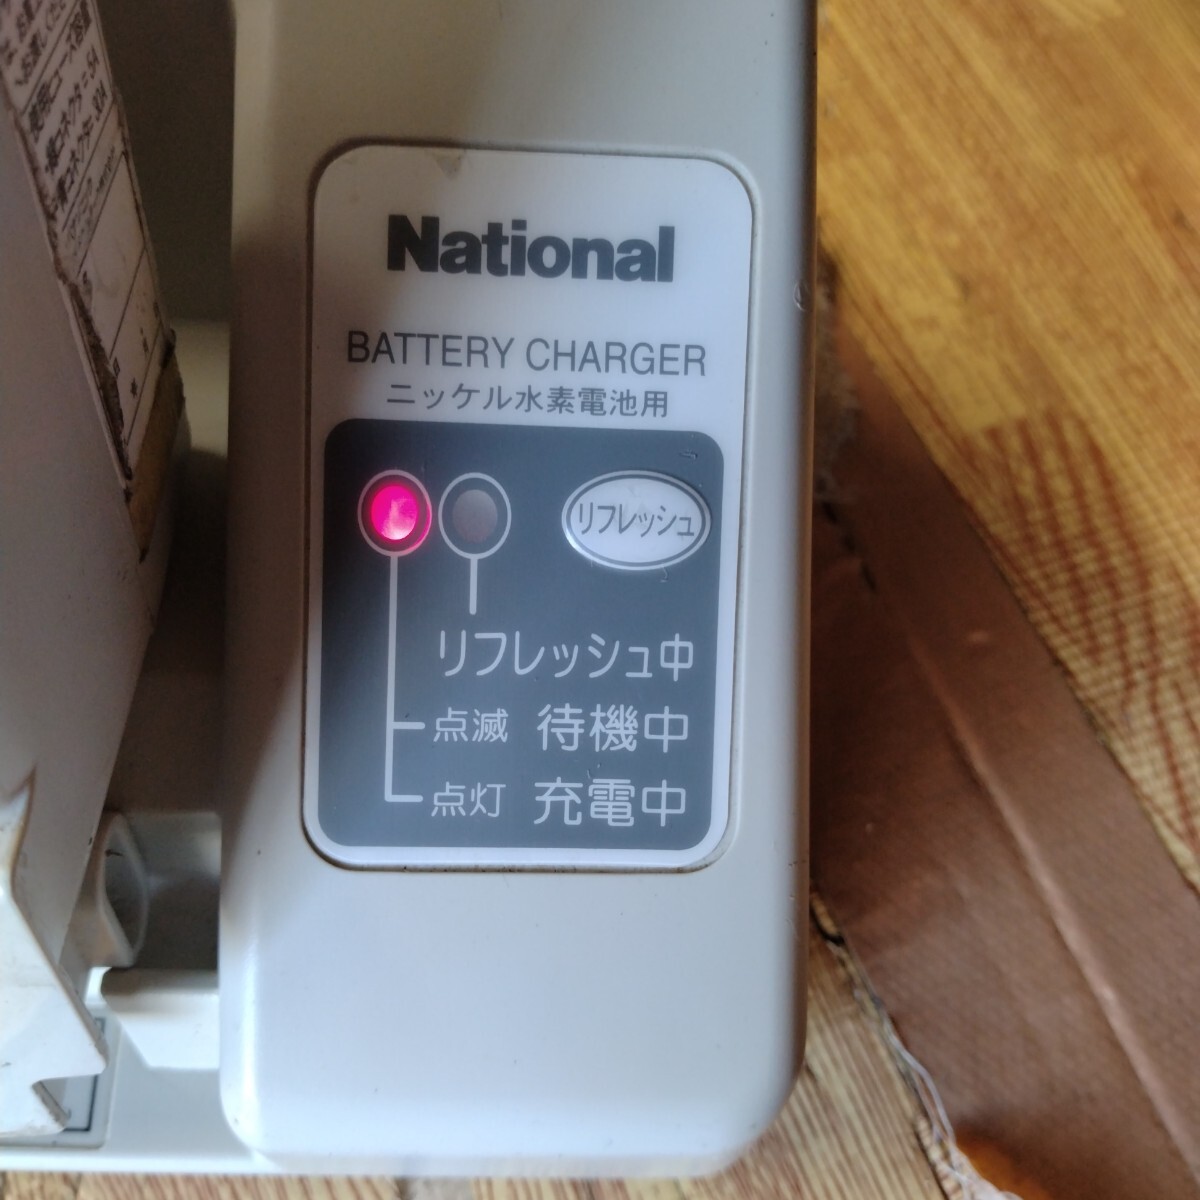 National
BATTERY CHARGER
ニッケル水素電池用
リフレッシュ
リフレッシュ中
点滅 待機中
点灯 充電中